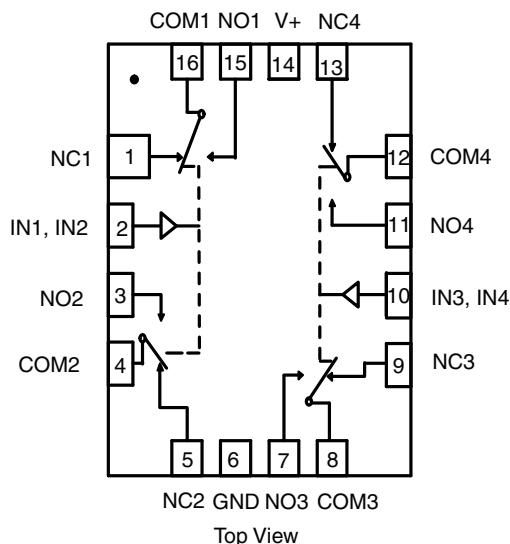 COM1 NO1 V+ NC4
16 15 14 13
NC1 1 12 COM4
IN1, IN2 2 11 NO4
NO2 3 10 IN3, IN4
COM2 4 9 NC3
5 6 7 8
NC2 GND NO3 COM3
Top View